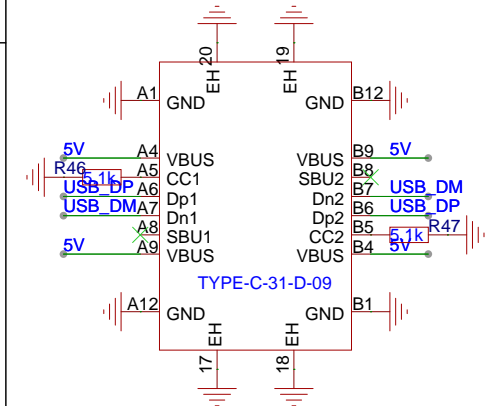 20 19
EH EH
A1 GND GND B12
5V A4 VBUS VBUS B9 5V
R46 5.1k A5 CC1 SBU2 B8
USB_DP A6 Dp1 Dn2 B7 USB_DM
USB_DM A7 Dn1 Dp2 B6 USB_DP
A8 SBU1 CC2 B5 5.1k R47
5V A9 VBUS VBUS B4 5V
TYPE-C-31-D-09
A12 GND GND B1
EH EH
17 18